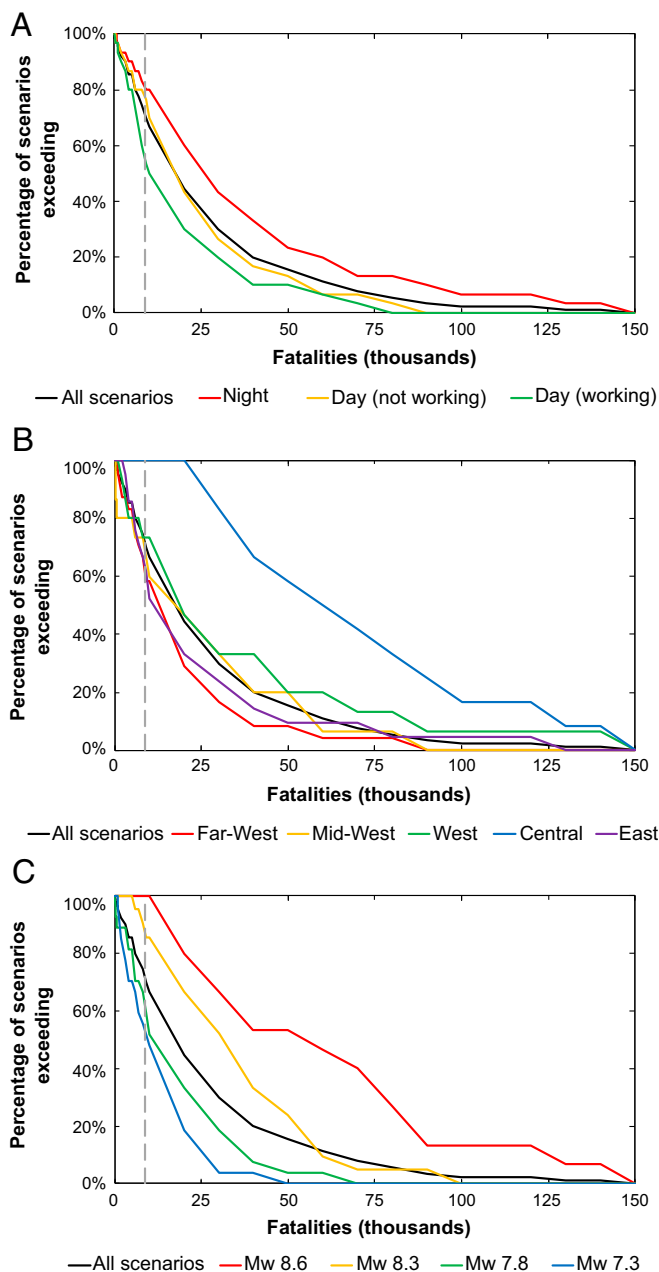 A
100%
80%
60%
40%
20%
0%
Percentage of scenarios
exceeding
0 25 50 75 100 125 150
Fatalities (thousands)
All scenarios Night Day (not working) Day (working)
B
100%
80%
60%
40%
20%
0%
Percentage of scenarios
exceeding
0 25 50 75 100 125 150
Fatalities (thousands)
All scenarios Far-West Mid-West West Central East
C
100%
80%
60%
40%
20%
0%
Percentage of scenarios
exceeding
0 25 50 75 100 125 150
Fatalities (thousands)
All scenarios Mw 8.6 Mw 8.3 Mw 7.8 Mw 7.3